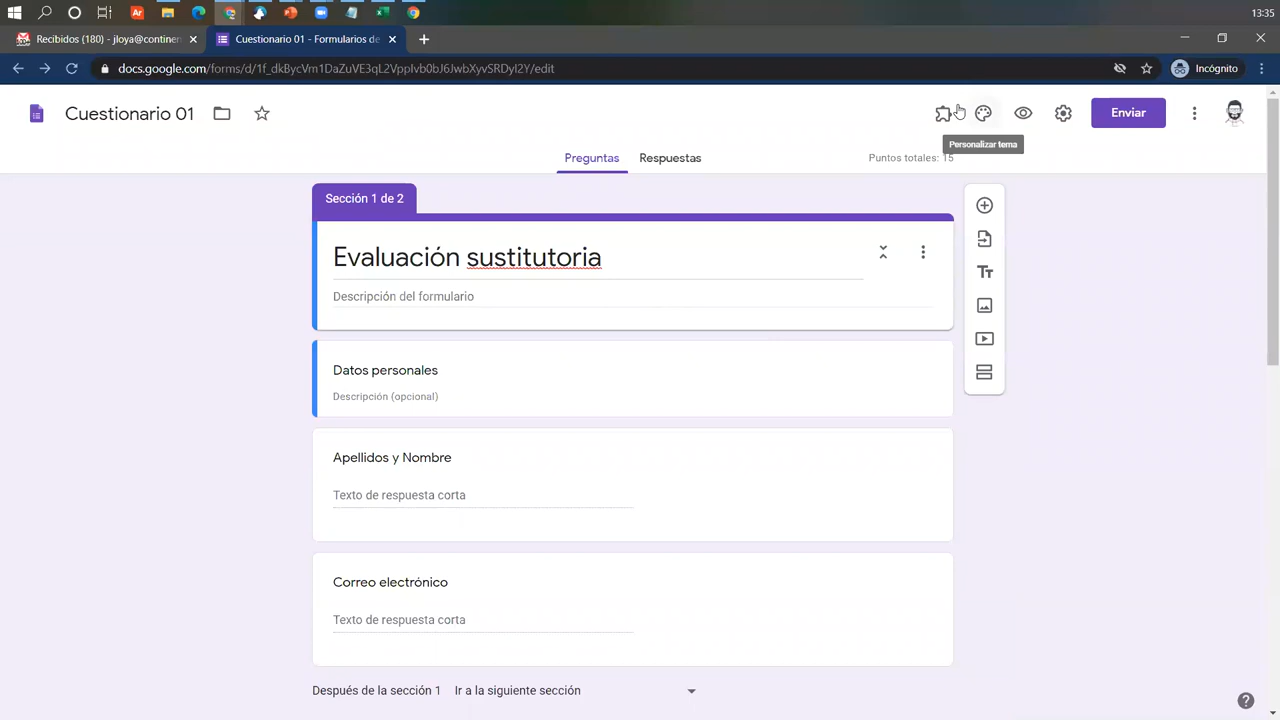 13:35
Recibidos (180) - jloya@continen
Cuestionario 01 - Formularios de
docs.google.com/forms/d/1f_dkBycVm1DaZuVE3qL2VppIvb0bJ6JwbXyvSRDyI2Y/edit
Incógnito
Cuestionario 01
Enviar
Personalizar tema
Preguntas
Respuestas
Puntos totales: 15
Sección 1 de 2
Evaluación sustitutoria
Descripción del formulario
Datos personales
Descripción (opcional)
Apellidos y Nombre
Texto de respuesta corta
Correo electrónico
Texto de respuesta corta
Después de la sección 1 Ir a la siguiente sección